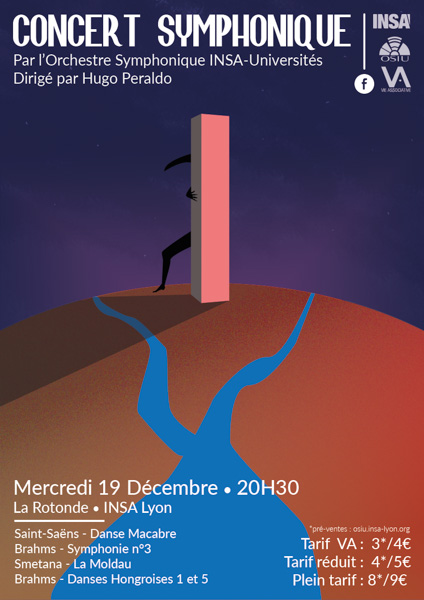 CONCERT SYMPHONIQUE
Par l'Orchestre Symphonique INSA-Universités
Dirigé par Hugo Peraldo
INSA
OSIU
VA
VIE ASSOCIATIVE
f
Mercredi 19 Décembre • 20H30
La Rotonde • INSA Lyon
Saint-Saëns - Danse Macabre
Brahms - Symphonie n°3
Smetana - La Moldau
Brahms - Danses Hongroises 1 et 5
*pré-ventes : osiu.insa-lyon.org
Tarif VA : 3*/4€
Tarif réduit : 4*/5€
Plein tarif : 8*/9€